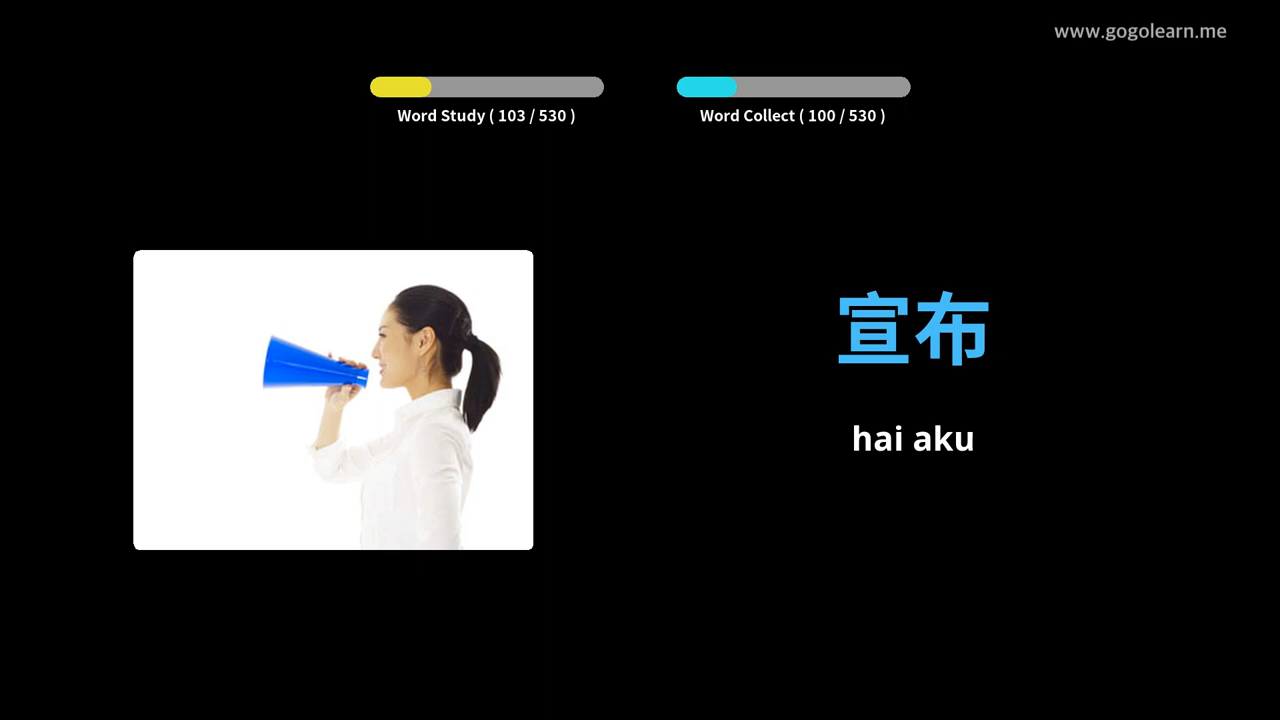 www.gogolearn.me
Word Study ( 103 / 530 )
Word Collect ( 100 / 530 )
宣布
hai aku